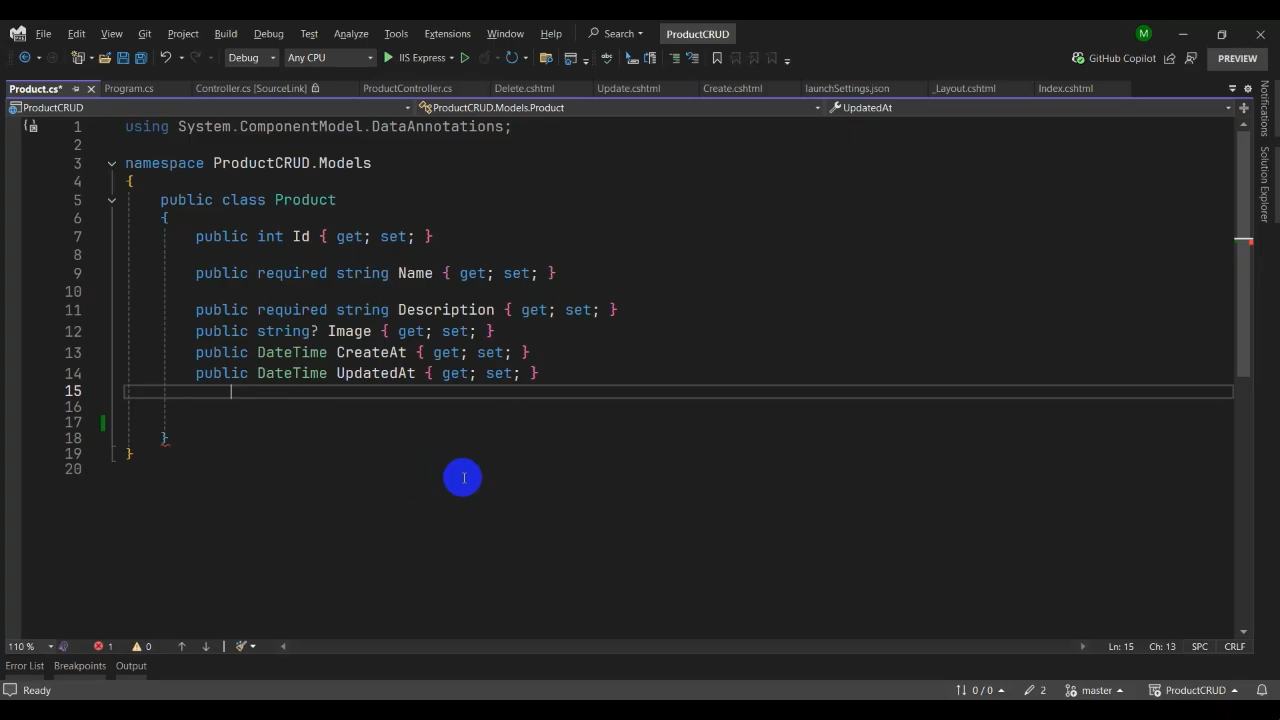 File Edit View Git Project Build Debug Test Analyze Tools Extensions Window Help Search ProductCRUD M
Debug Any CPU IIS Express GitHub Copilot PREVIEW
Product.cs* Program.cs Controller.cs [SourceLink] ProductController.cs Delete.cshtml Update.cshtml Create.cshtml launchSettings.json _Layout.cshtml Index.cshtml
ProductCRUD ProductCRUD.Models.Product UpdatedAt
1 using System.ComponentModel.DataAnnotations;
2
3 namespace ProductCRUD.Models
4 {
5 public class Product
6 {
7 public int Id { get; set; }
8
9 public required string Name { get; set; }
10
11 public required string Description { get; set; }
12 public string? Image { get; set; }
13 public DateTime CreateAt { get; set; }
14 public DateTime UpdatedAt { get; set; }
15
16
17
18 }
19 }
20
Notifications
Solution Explorer
110 % 1 0 Ln: 15 Ch: 13 SPC CRLF
Error List Breakpoints Output
Ready 0 / 0 2 master ProductCRUD